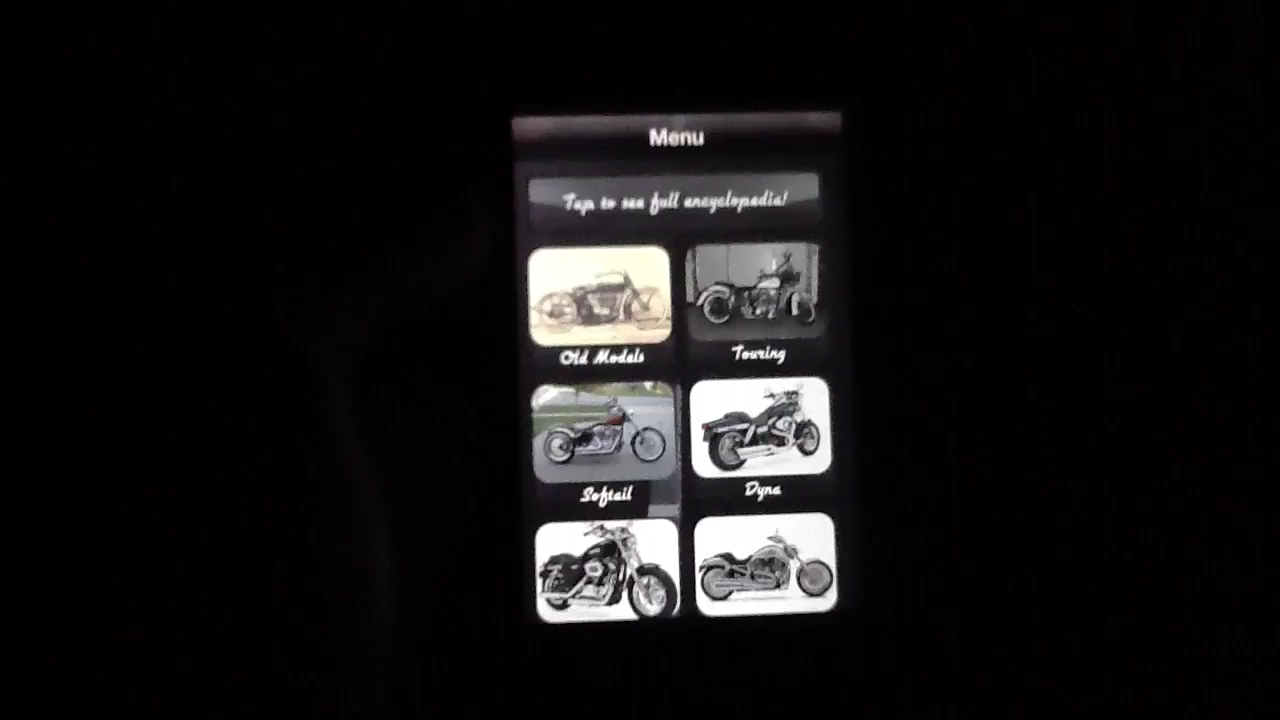 Menu
Tap to see full encyclopedia!
Old Models
Touring
Softail
Dyna